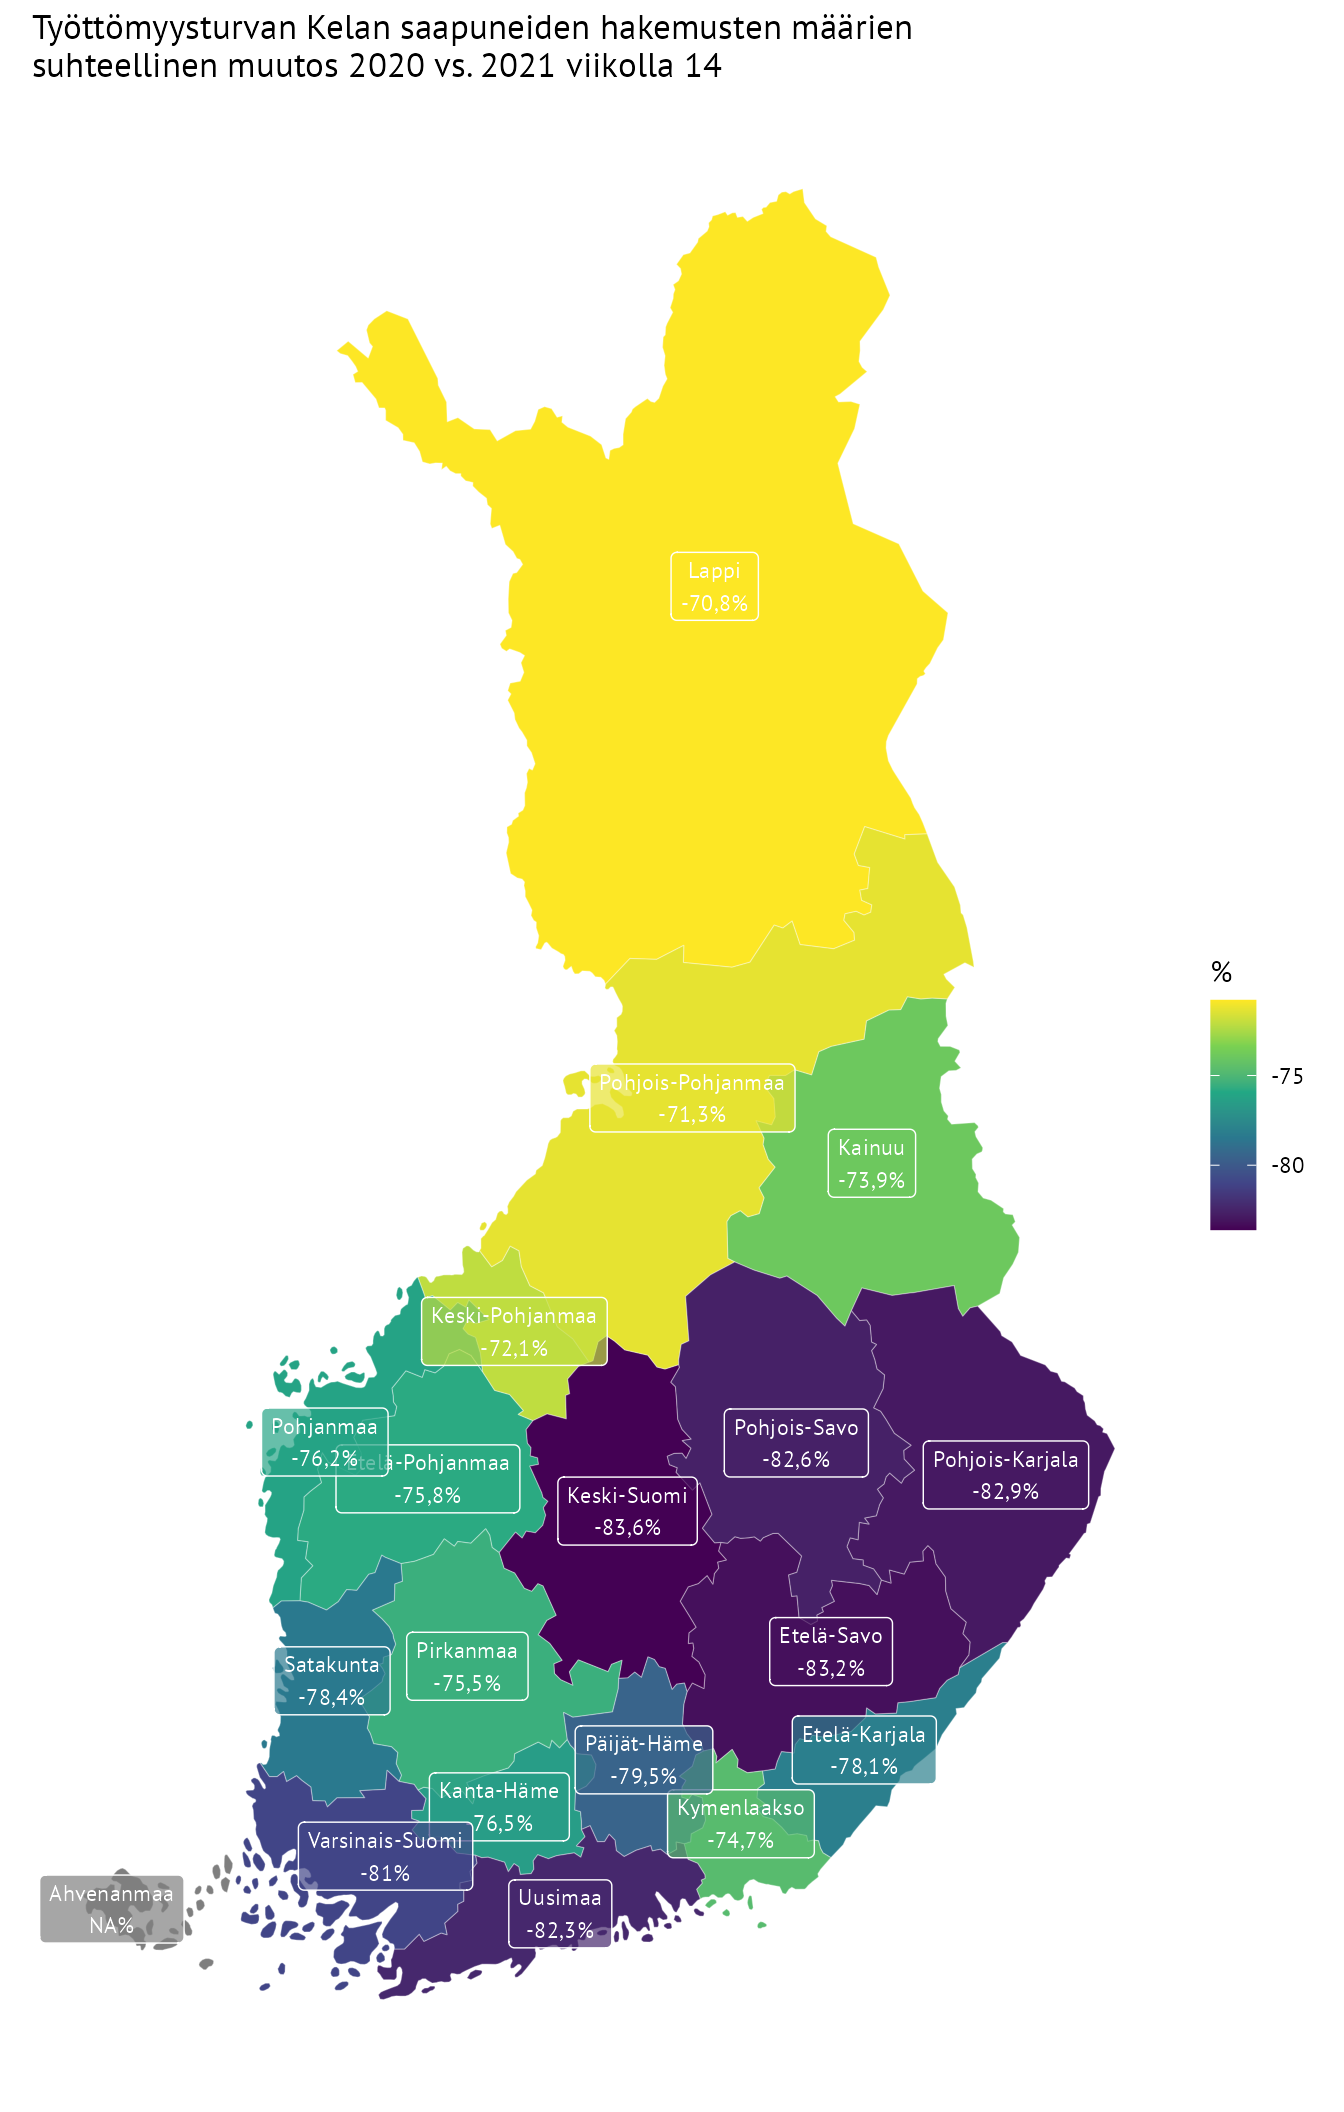 Työttömyysturvan Kelan saapuneiden hakemusten määrien
suhteellinen muutos 2020 vs. 2021 viikolla 14
Lappi
-70,8%
%
-75
-80
Pohjois-Pohjanmaa
-71,3%
Kainuu
-73,9%
Keski-Pohjanmaa
-72,1%
Pohjanmaa
-76,2%
Etelä-Pohjanmaa
-75,8%
Pohjois-Savo
-82,6%
Pohjois-Karjala
-82,9%
Keski-Suomi
-83,6%
Etelä-Savo
-83,2%
Pirkanmaa
-75,5%
Satakunta
-78,4%
Etelä-Karjala
-78,1%
Päijät-Häme
-79,5%
Kanta-Häme
-76,5%
Kymenlaakso
-74,7%
Varsinais-Suomi
-81%
Ahvenanmaa
NA%
Uusimaa
-82,3%